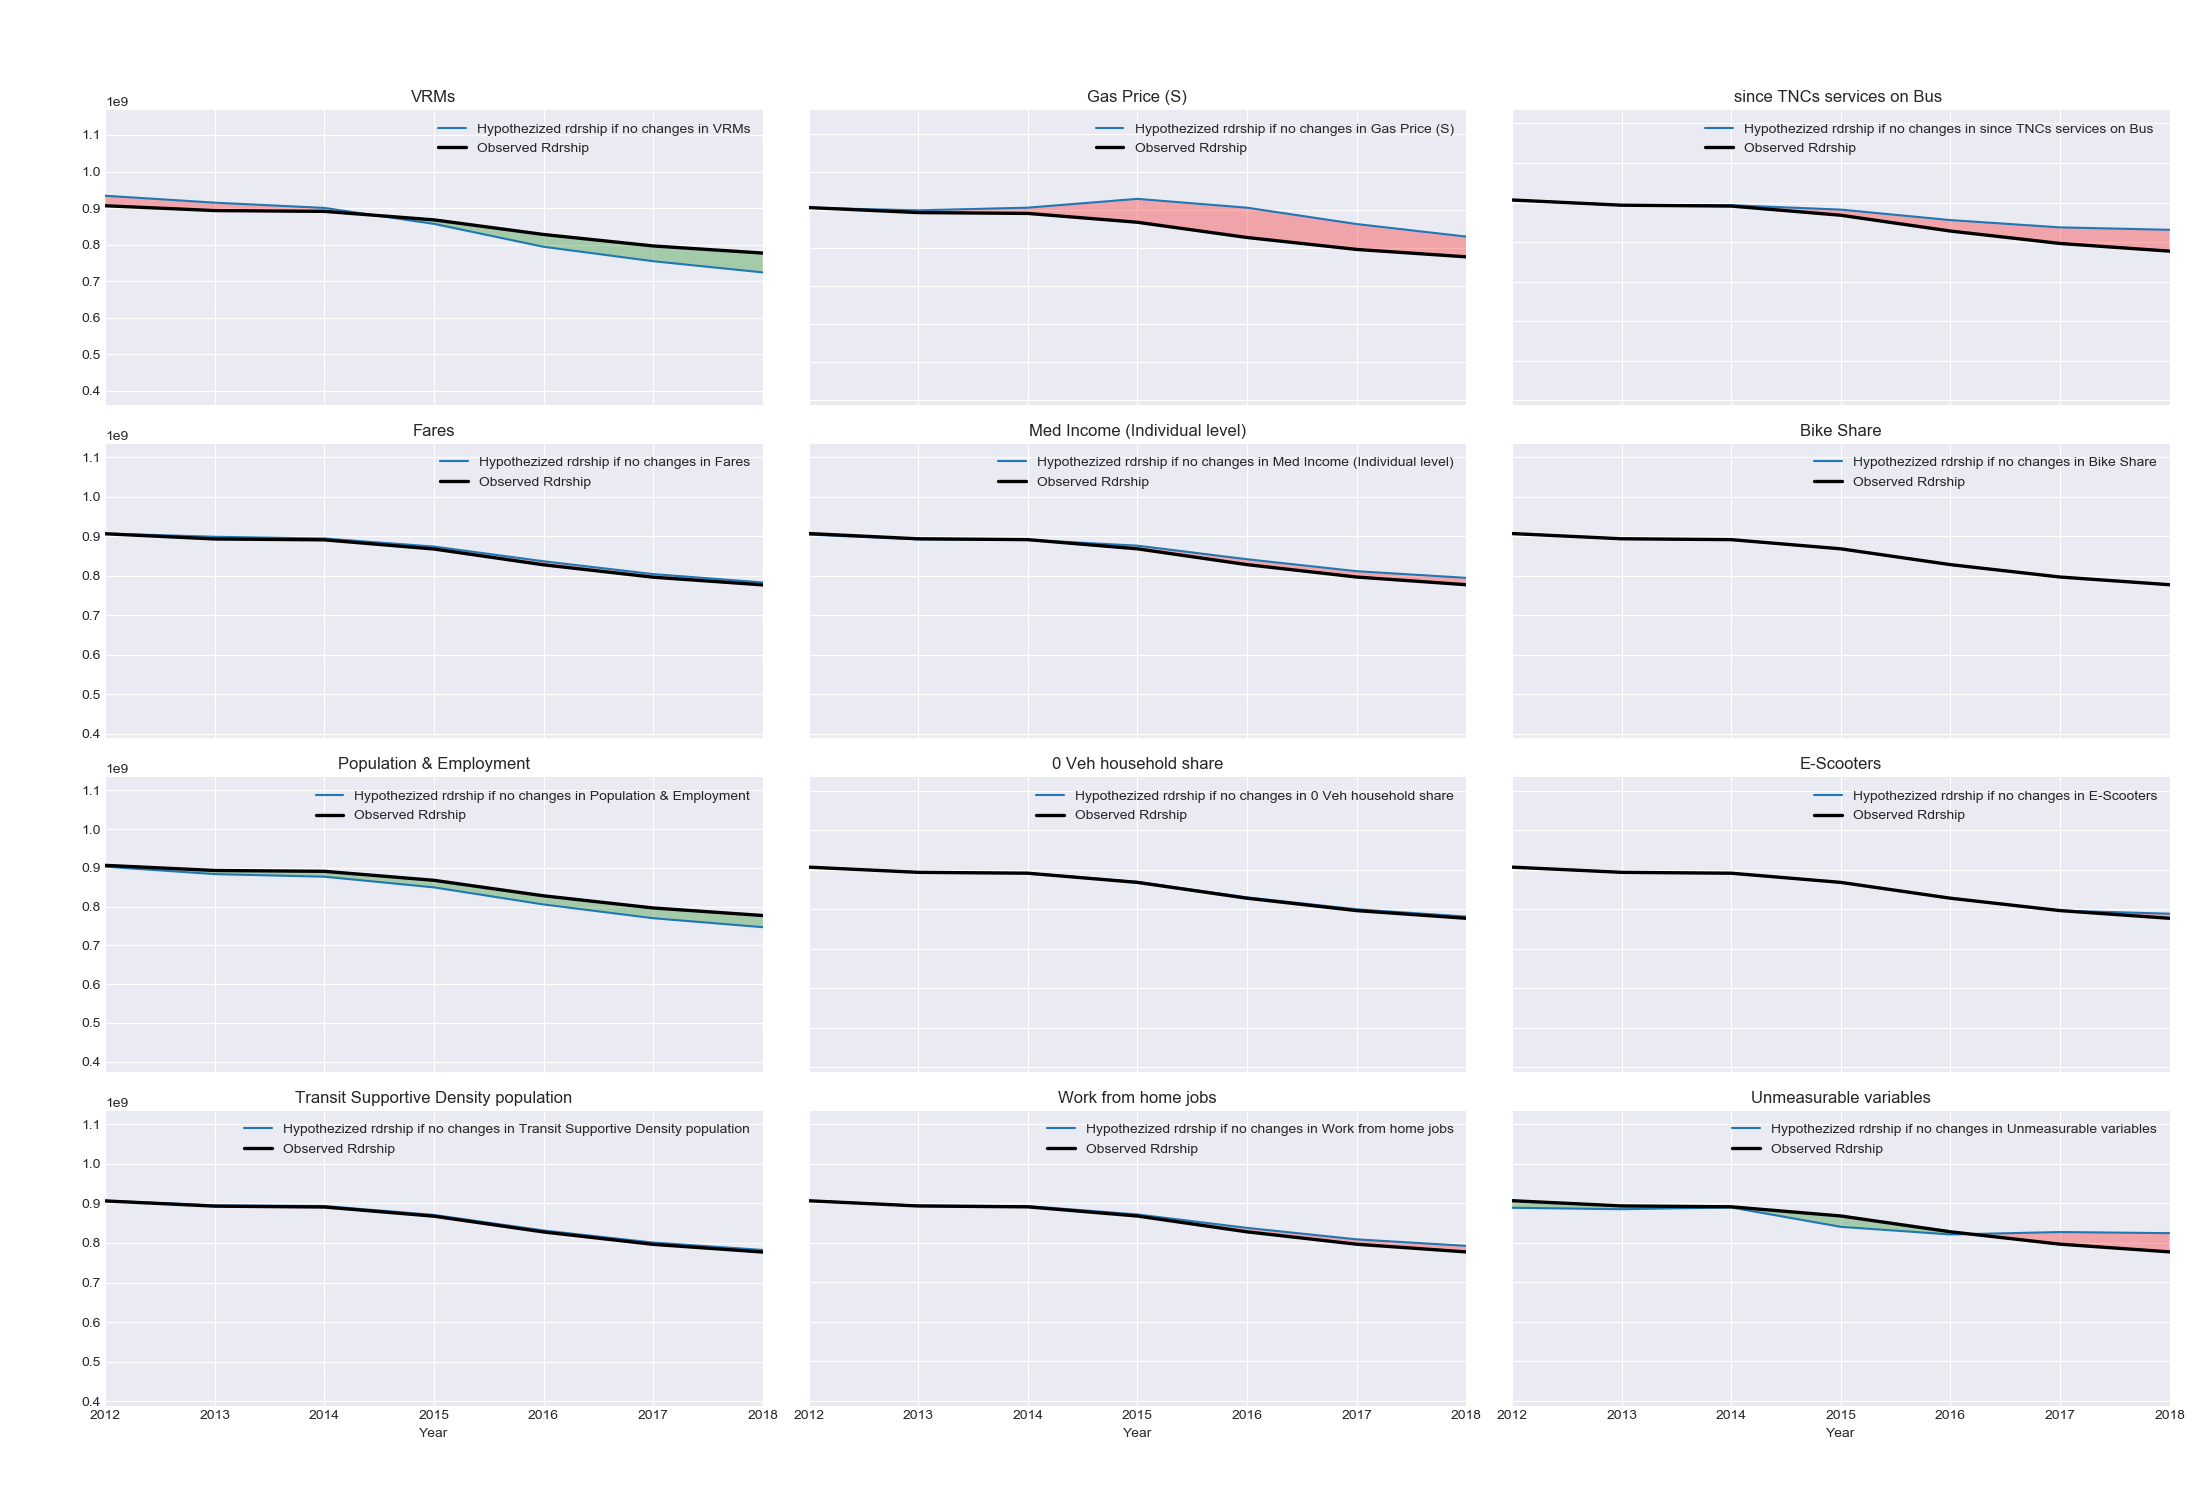 VRMs
1e9
Hypothezized rdrship if no changes in VRMs
Observed Rdrship
1.1
1.0
0.9
0.8
0.7
0.6
0.5
0.4
Gas Price (S)
Hypothezized rdrship if no changes in Gas Price (S)
Observed Rdrship
since TNCs services on Bus
Hypothezized rdrship if no changes in since TNCs services on Bus
Observed Rdrship
Fares
1e9
Hypothezized rdrship if no changes in Fares
Observed Rdrship
1.1
1.0
0.9
0.8
0.7
0.6
0.5
0.4
Med Income (Individual level)
Hypothezized rdrship if no changes in Med Income (Individual level)
Observed Rdrship
Bike Share
Hypothezized rdrship if no changes in Bike Share
Observed Rdrship
Population & Employment
1e9
Hypothezized rdrship if no changes in Population & Employment
Observed Rdrship
1.1
1.0
0.9
0.8
0.7
0.6
0.5
0.4
0 Veh household share
Hypothezized rdrship if no changes in 0 Veh household share
Observed Rdrship
E-Scooters
Hypothezized rdrship if no changes in E-Scooters
Observed Rdrship
Transit Supportive Density population
1e9
Hypothezized rdrship if no changes in Transit Supportive Density population
Observed Rdrship
1.1
1.0
0.9
0.8
0.7
0.6
0.5
0.4
2012 2013 2014 2015 2016 2017 2018
Year
Work from home jobs
Hypothezized rdrship if no changes in Work from home jobs
Observed Rdrship
2012 2013 2014 2015 2016 2017 2018
Year
Unmeasurable variables
Hypothezized rdrship if no changes in Unmeasurable variables
Observed Rdrship
2012 2013 2014 2015 2016 2017 2018
Year